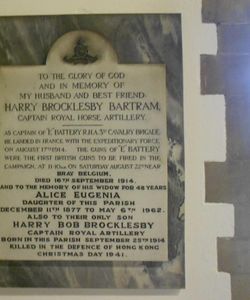 TO THE GLORY OF GOD
AND IN MEMORY OF
MY HUSBAND AND BEST FRIEND.
HARRY BROCKLESBY BARTRAM,
CAPTAIN ROYAL HORSE ARTILLERY.
AS CAPTAIN OF "E" BATTERY R.H.A. 3RD CAVALRY BRIGADE,
HE LANDED IN FRANCE WITH THE EXPEDITIONARY FORCE,
ON AUGUST 17TH 1914. THE GUNS OF "E" BATTERY
WERE THE FIRST BRITISH GUNS TO BE FIRED IN THE
CAMPAIGN, AT 11·10AM ON SATURDAY AUGUST 22ND NEAR
BRAY BELGIUM.
DIED 16TH SEPTEMBER 1914.
AND TO THE MEMORY OF HIS WIDOW FOR 48 YEARS
ALICE EUGENIA
DAUGHTER OF THIS PARISH
DECEMBER 11TH 1877 TO MAY 6TH 1962.
ALSO TO THEIR ONLY SON
HARRY BOB BROCKLESBY
CAPTAIN ROYAL ARTILLERY
BORN IN THIS PARISH SEPTEMBER 25TH 1914
KILLED IN THE DEFENCE OF HONG KONG
CHRISTMAS DAY 1941.